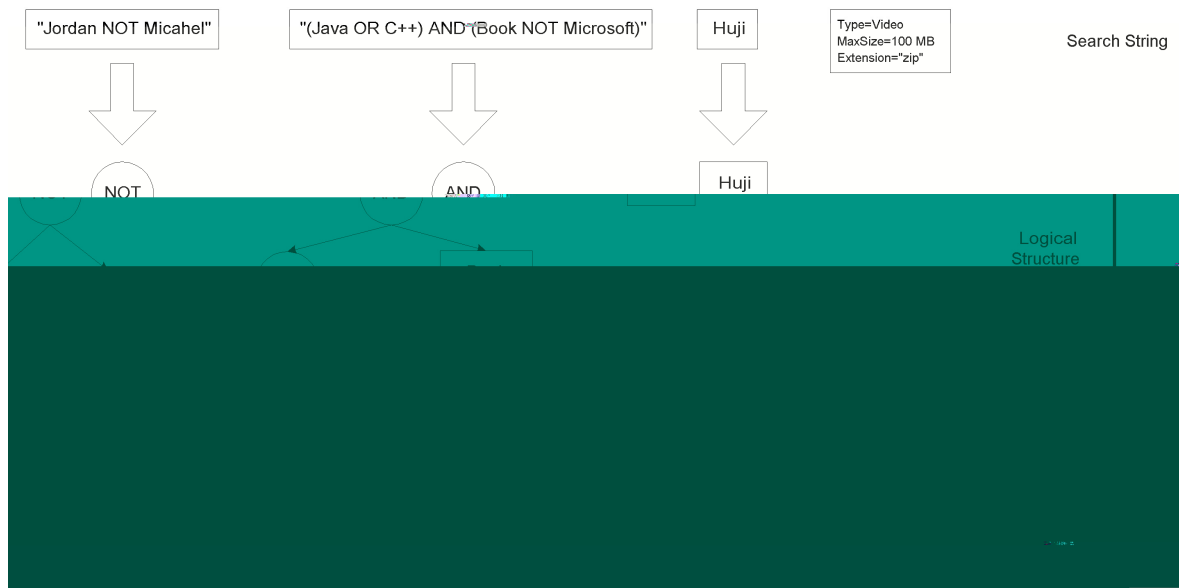 "Jordan NOT Micahel"
"(Java OR C++) AND (Book NOT Microsoft)"
Huji
Type=Video
MaxSize=100 MB
Extension="zip"
Search String
NOT
AND
Huji
Logical
Structure